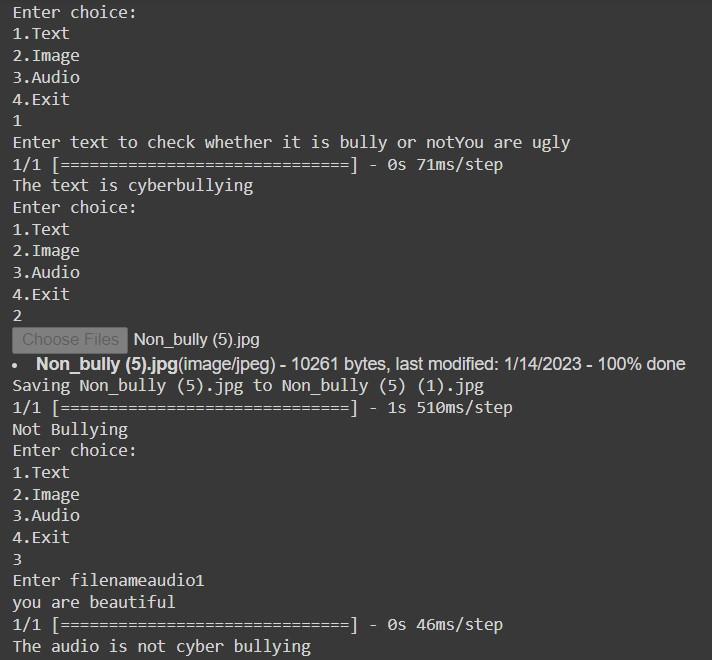 Enter choice:
1.Text
2.Image
3.Audio
4.Exit
1
Enter text to check whether it is bully or notYou are ugly
1/1 [==============================] - 0s 71ms/step
The text is cyberbullying
Enter choice:
1.Text
2.Image
3.Audio
4.Exit
2
Choose Files Non_bully (5).jpg
• Non_bully (5).jpg(image/jpeg) - 10261 bytes, last modified: 1/14/2023 - 100% done
Saving Non_bully (5).jpg to Non_bully (5) (1).jpg
1/1 [==============================] - 1s 510ms/step
Not Bullying
Enter choice:
1.Text
2.Image
3.Audio
4.Exit
3
Enter filenameaudio1
you are beautiful
1/1 [==============================] - 0s 46ms/step
The audio is not cyber bullying